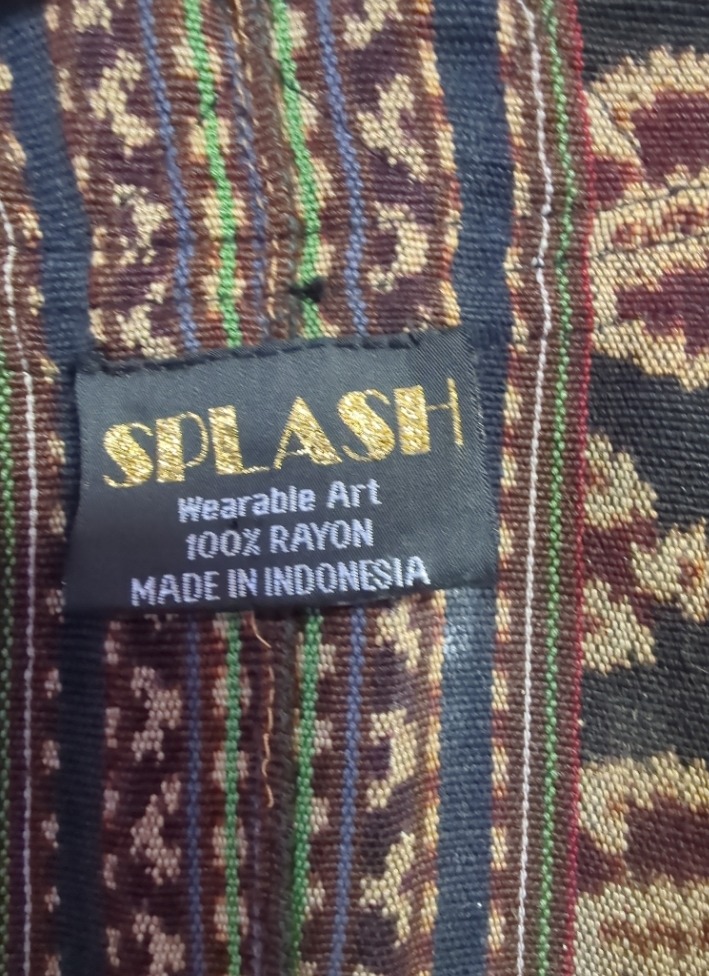 SPLASH
Wearable Art
100% RAYON
MADE IN INDONESIA